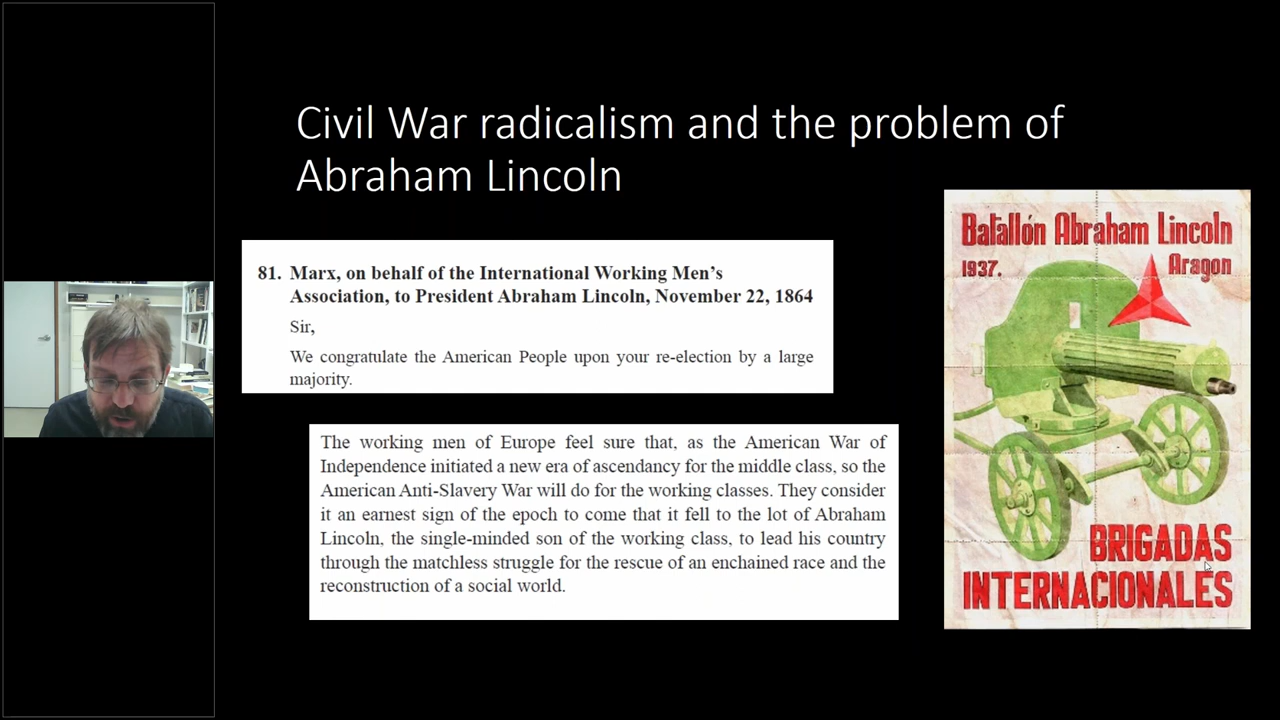 Civil War radicalism and the problem of
Abraham Lincoln
81. Marx, on behalf of the International Working Men’s
Association, to President Abraham Lincoln, November 22, 1864
Sir,
We congratulate the American People upon your re-election by a large
majority.
The working men of Europe feel sure that, as the American War of
Independence initiated a new era of ascendancy for the middle class, so the
American Anti-Slavery War will do for the working classes. They consider
it an earnest sign of the epoch to come that it fell to the lot of Abraham
Lincoln, the single-minded son of the working class, to lead his country
through the matchless struggle for the rescue of an enchained race and the
reconstruction of a social world.
Batallón Abraham Lincoln
1937. Aragon
BRIGADAS
INTERNACIONALES